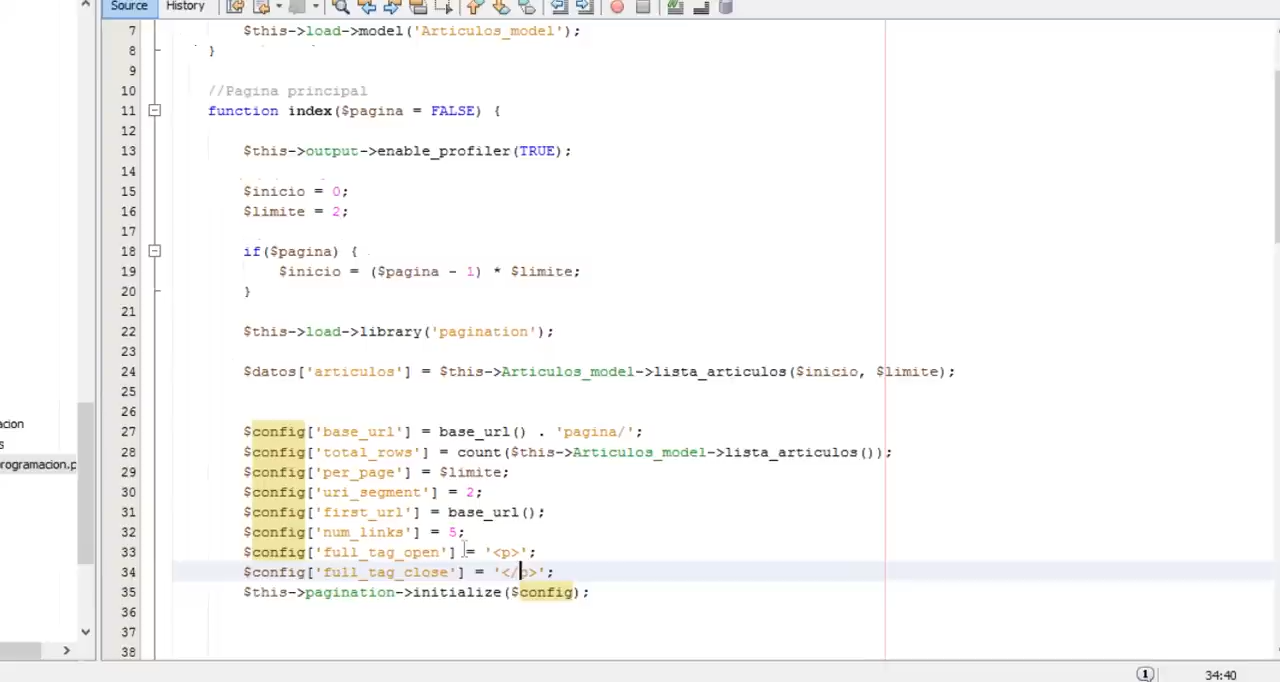 Source History
7 $this->load->model('Articulos_model');
8 }
9
10 //Pagina principal
11 function index($pagina = FALSE) {
12
13 $this->output->enable_profiler(TRUE);
14
15 $inicio = 0;
16 $limite = 2;
17
18 if($pagina) {
19 $inicio = ($pagina - 1) * $limite;
20 }
21
22 $this->load->library('pagination');
23
24 $datos['articulos'] = $this->Articulos_model->lista_articulos($inicio, $limite);
25
26
27 $config['base_url'] = base_url() . 'pagina/';
28 $config['total_rows'] = count($this->Articulos_model->lista_articulos());
29 $config['per_page'] = $limite;
30 $config['uri_segment'] = 2;
31 $config['first_url'] = base_url();
32 $config['num_links'] = 5;
33 $config['full_tag_open'] = '<p>';
34 $config['full_tag_close'] = '</p>';
35 $this->pagination->initialize($config);
36
37
38
acion
s
rogramacion.p
1 34:40